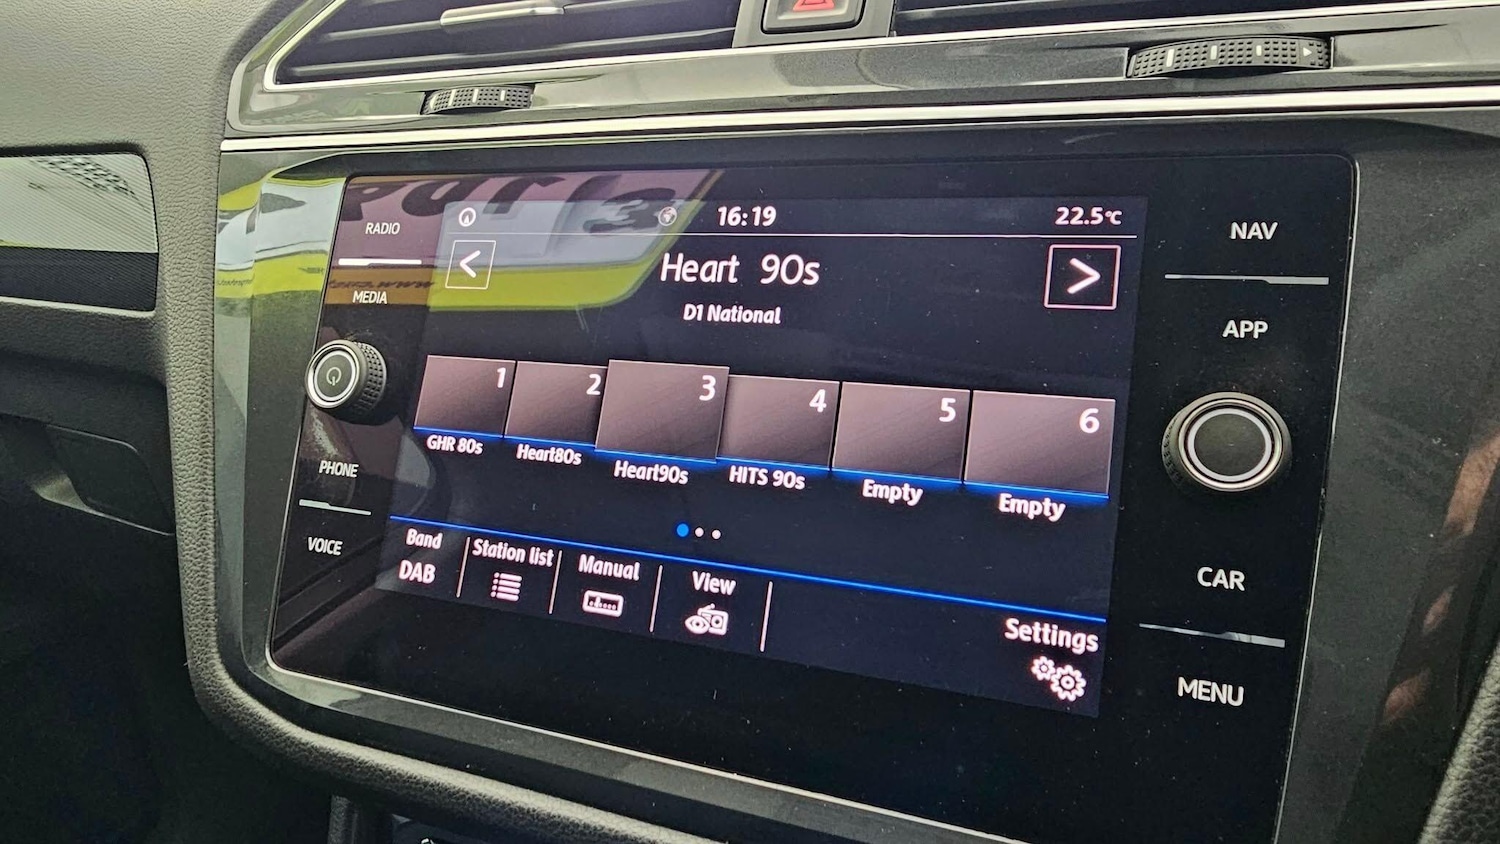 RADIO
MEDIA
PHONE
VOICE
16:19
22.5°C
<
Heart 90s
>
D1 National
1
2
3
4
5
6
GHR 80s
Heart80s
Heart90s
HITS 90s
Empty
Empty
Band
DAB
Station list
Manual
View
Settings
NAV
APP
CAR
MENU